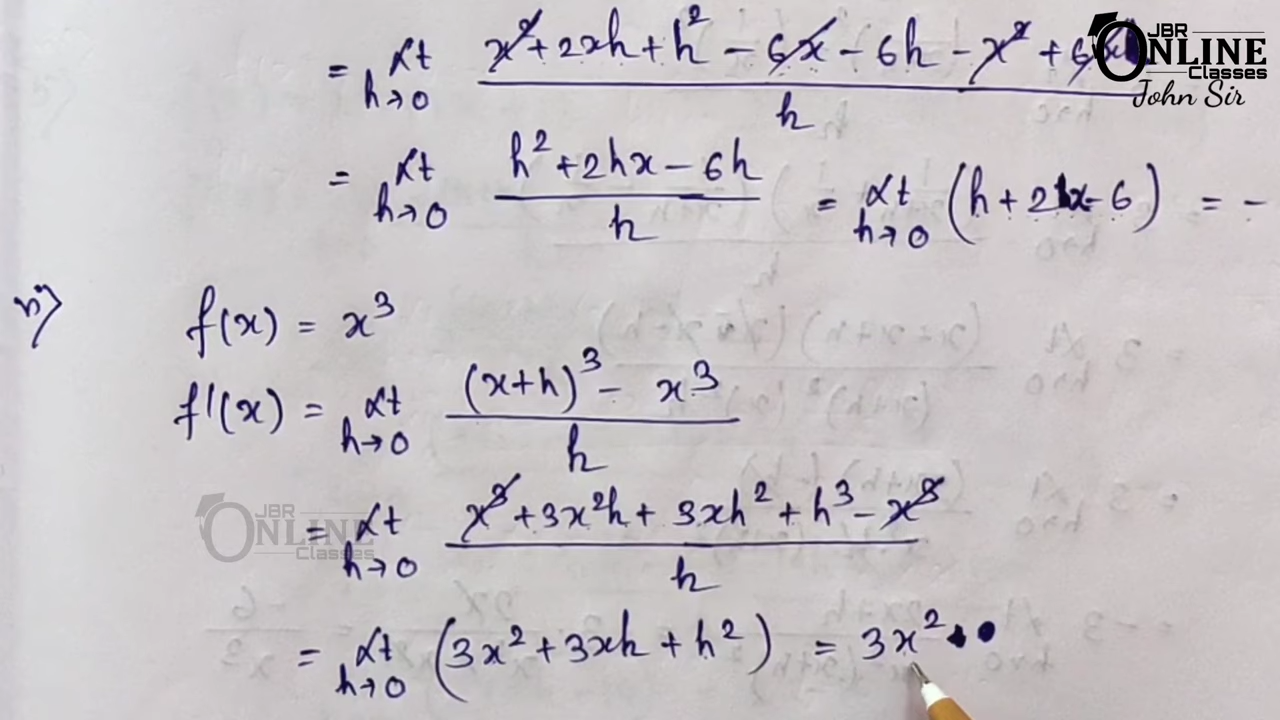 JBR
ONLINE
Classes
John Sir
= Lt h→0 (x² + 2xh + h² − 6x − 6h − x² + 6x) / h
= Lt h→0 (h² + 2hx − 6h) / h = Lt h→0 (h + 2x − 6) = −
f(x) = x³
f'(x) = Lt h→0 ((x+h)³ − x³) / h
= Lt h→0 (x³ + 3x²h + 3xh² + h³ − x³) / h
JBR
ONLINE
Classes
= Lt h→0 (3x² + 3xh + h²) = 3x²